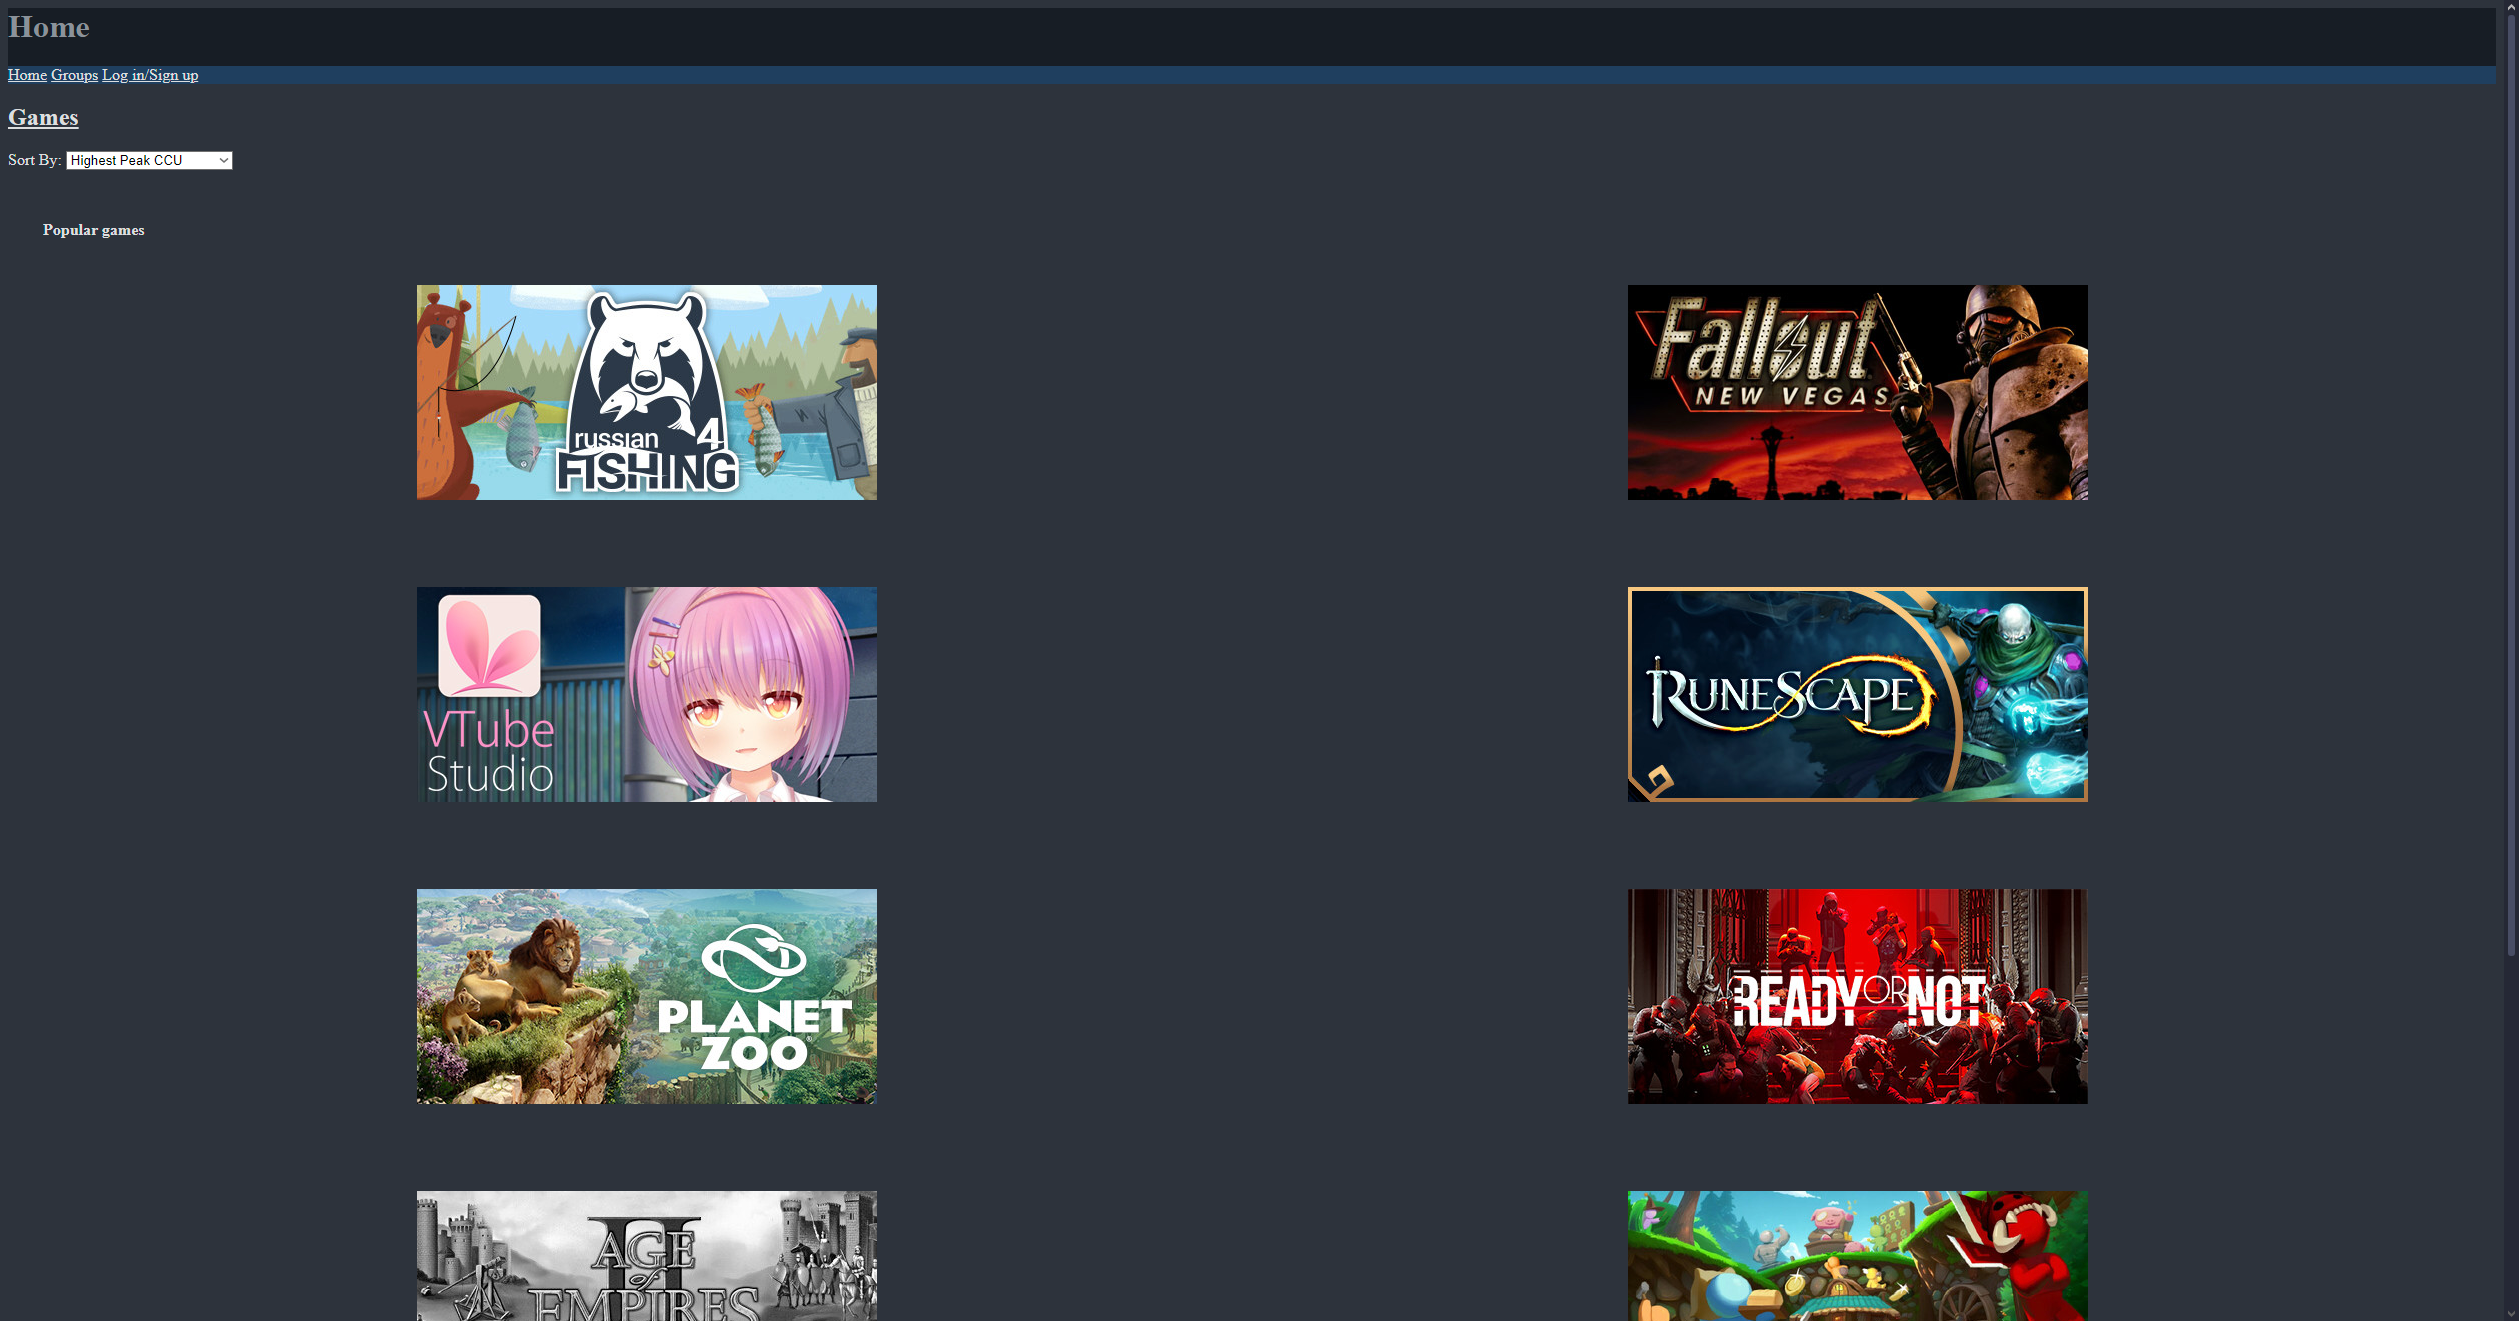 Home
Home Groups Log in/Sign up
Games
Sort By: Highest Peak CCU
Popular games
russian 4
FISHING
Fallout
NEW VEGAS
VTube
Studio
RUNESCAPE
PLANET
ZOO
READY OR NOT
II
AGE
of
EMPIRES